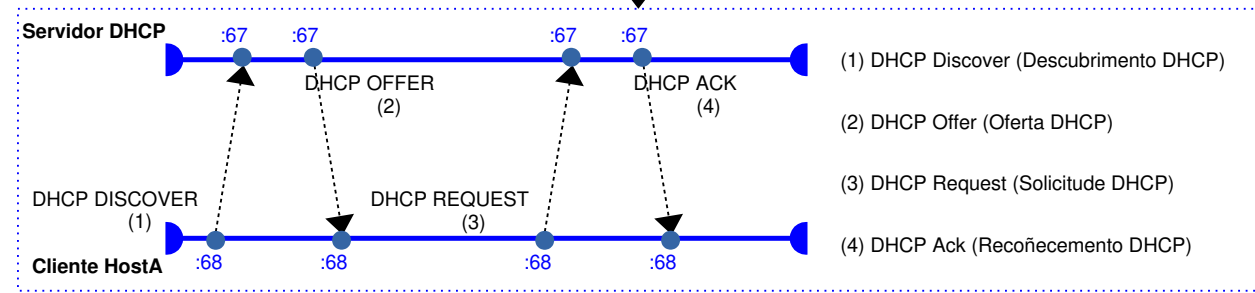 Servidor DHCP
:67
:67
:67
:67
DHCP OFFER
(2)
DHCP ACK
(4)
DHCP DISCOVER
(1)
DHCP REQUEST
(3)
Cliente HostA
:68
:68
:68
:68
(1) DHCP Discover (Descubrimento DHCP)
(2) DHCP Offer (Oferta DHCP)
(3) DHCP Request (Solicitude DHCP)
(4) DHCP Ack (Recoñecemento DHCP)